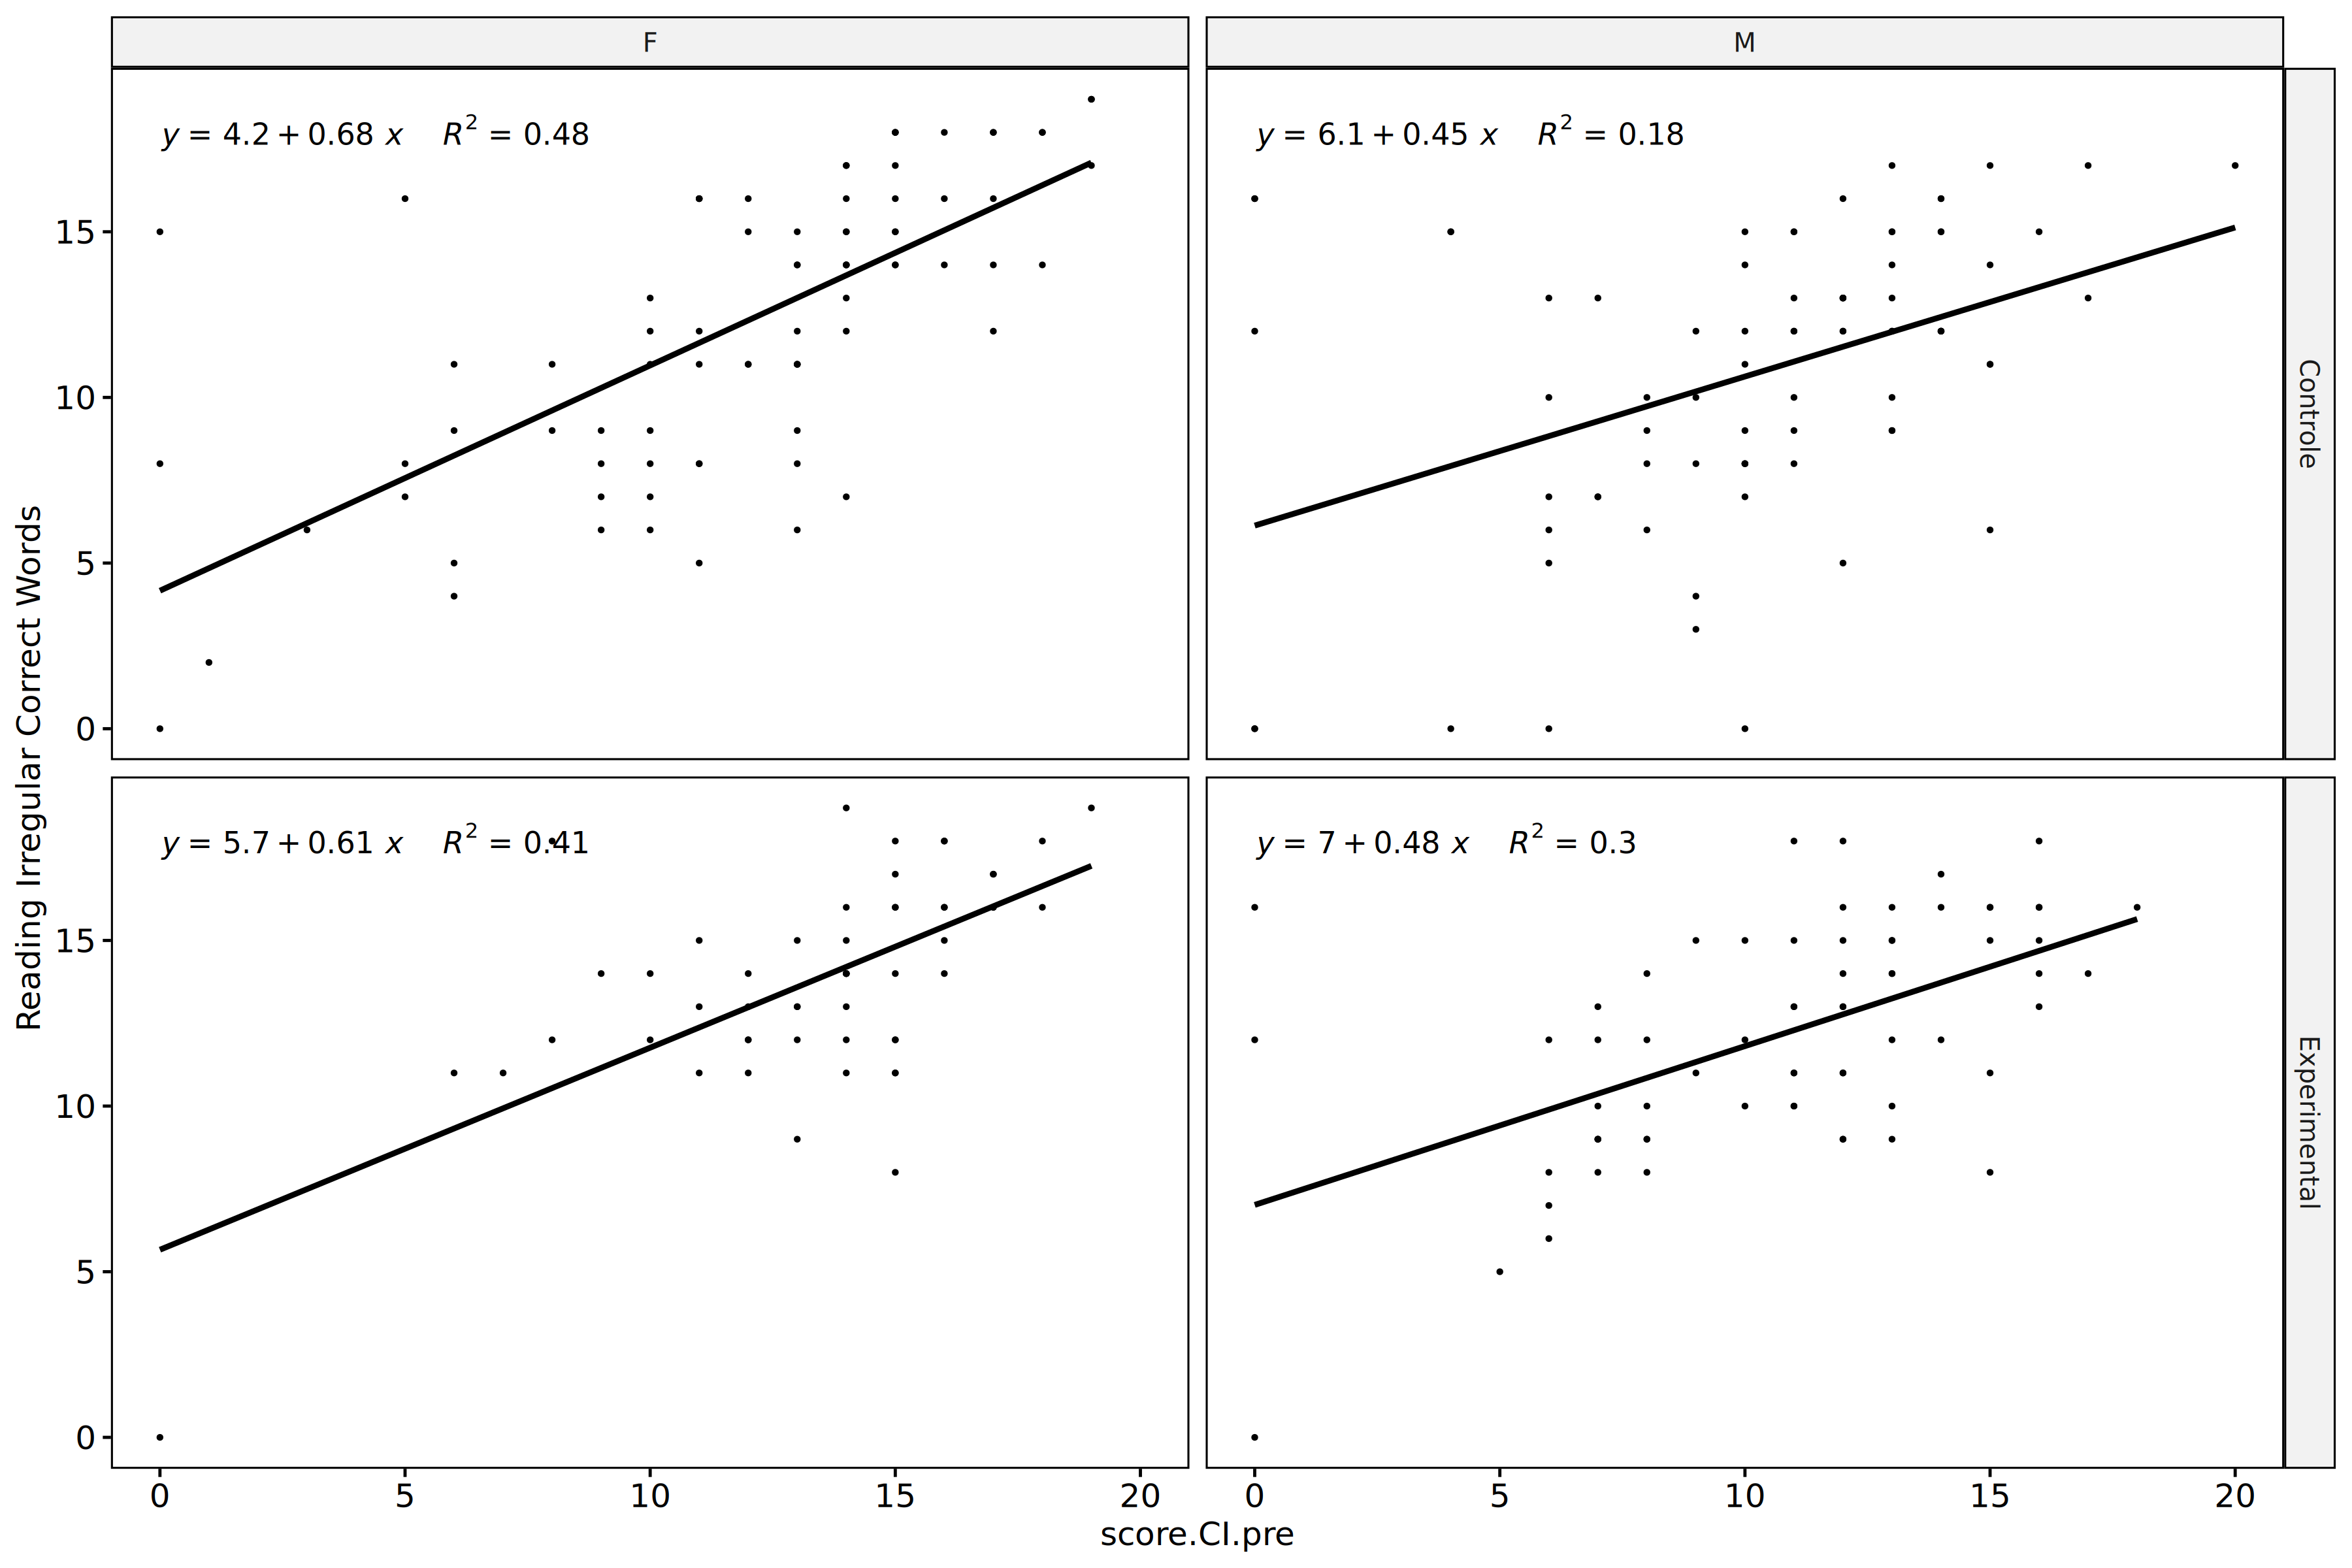 F
M
y = 4.2 + 0.68 x R² = 0.48
y = 6.1 + 0.45 x R² = 0.18
15
10
5
0
Controle
y = 5.7 + 0.61 x R² = 0.41
y = 7 + 0.48 x R² = 0.3
15
10
5
0
Experimental
Reading Irregular Correct Words
0 5 10 15 20
0 5 10 15 20
score.CI.pre